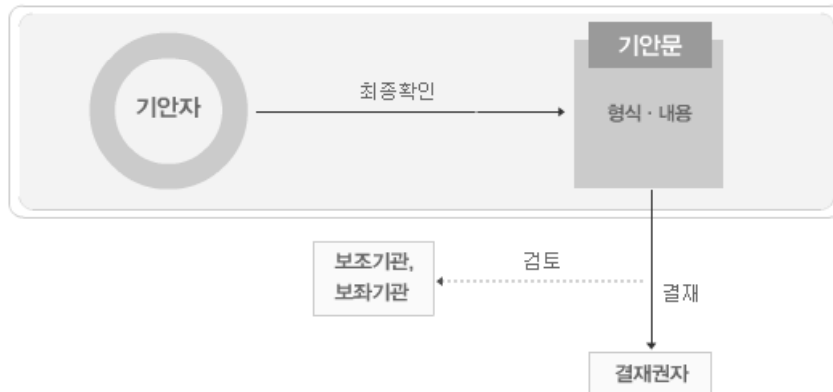 기안문
최종확인
기안자
형식 · 내용
보조기관,
보좌기관
검토
결재
결재권자